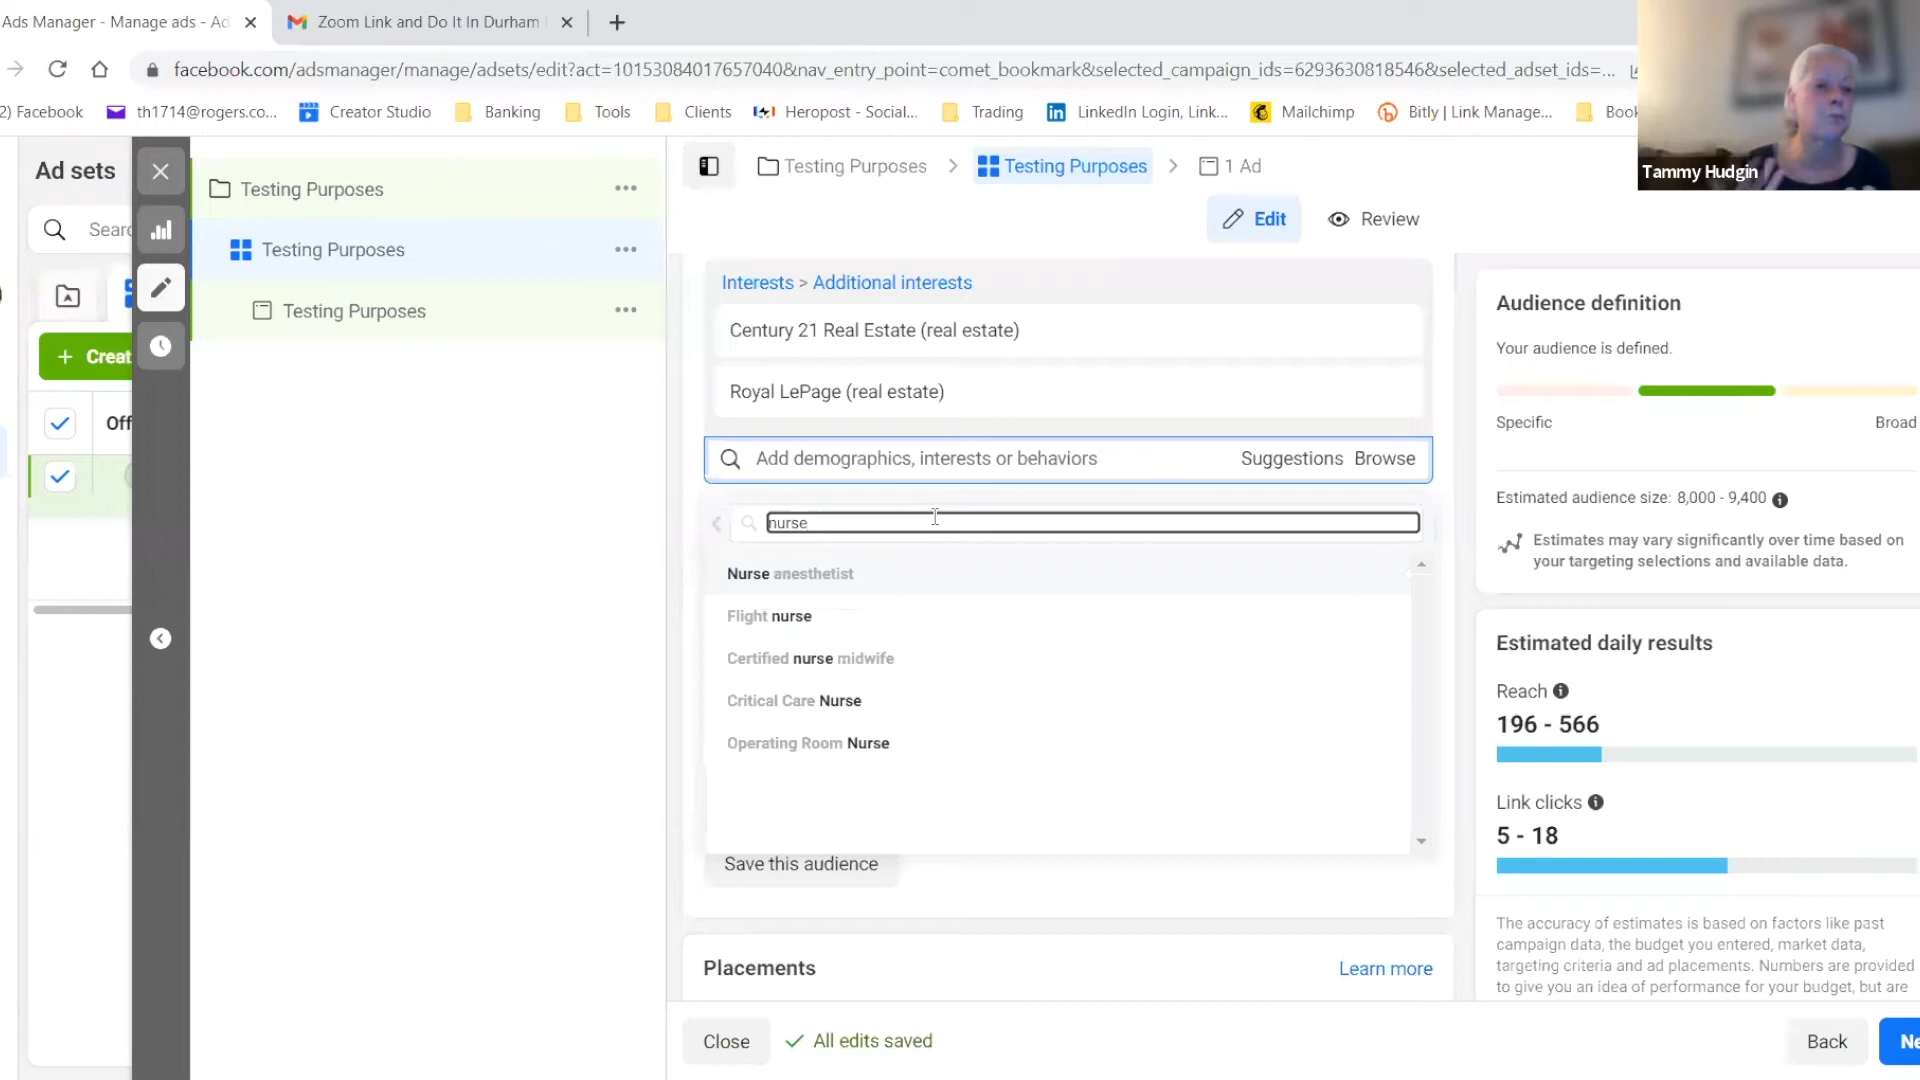 Ads Manager - Manage ads - Ad
Zoom Link and Do It In Durham
facebook.com/adsmanager/manage/adsets/edit?act=10153084017657040&nav_entry_point=comet_bookmark&selected_campaign_ids=6293630818546&selected_adset_ids=...
2) Facebook
th1714@rogers.co...
Creator Studio
Banking
Tools
Clients
Heropost - Social...
Trading
LinkedIn Login, Link...
Mailchimp
Bitly | Link Manage...
Book
Tammy Hudgin
Ad sets
Testing Purposes
Testing Purposes > Testing Purposes > 1 Ad
Sear
Edit
Review
Testing Purposes
Testing Purposes
+ Creat
Off
Interests > Additional interests
Century 21 Real Estate (real estate)
Royal LePage (real estate)
Add demographics, interests or behaviors
Suggestions
Browse
nurse
Nurse anesthetist
Flight nurse
Certified nurse midwife
Critical Care Nurse
Operating Room Nurse
Save this audience
Placements
Learn more
Close
All edits saved
Back
Ne
Audience definition
Your audience is defined.
Specific
Broad
Estimated audience size: 8,000 - 9,400
Estimates may vary significantly over time based on
your targeting selections and available data.
Estimated daily results
Reach
196 - 566
Link clicks
5 - 18
The accuracy of estimates is based on factors like past
campaign data, the budget you entered, market data,
targeting criteria and ad placements. Numbers are provided
to give you an idea of performance for your budget, but are